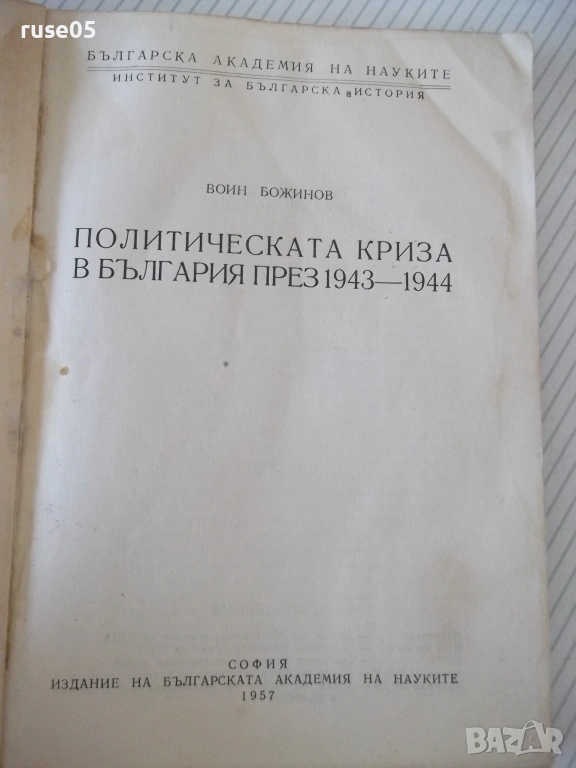 ruse05
БЪЛГАРСКА АКАДЕМИЯ НА НАУКИТЕ
ИНСТИТУТ ЗА БЪЛГАРСКА ИСТОРИЯ
ВОИН БОЖИНОВ
ПОЛИТИЧЕСКАТА КРИЗА
В БЪЛГАРИЯ ПРЕЗ 1943—1944
СОФИЯ
ИЗДАНИЕ НА БЪЛГАРСКАТА АКАДЕМИЯ НА НАУКИТЕ
1957
BAZAR